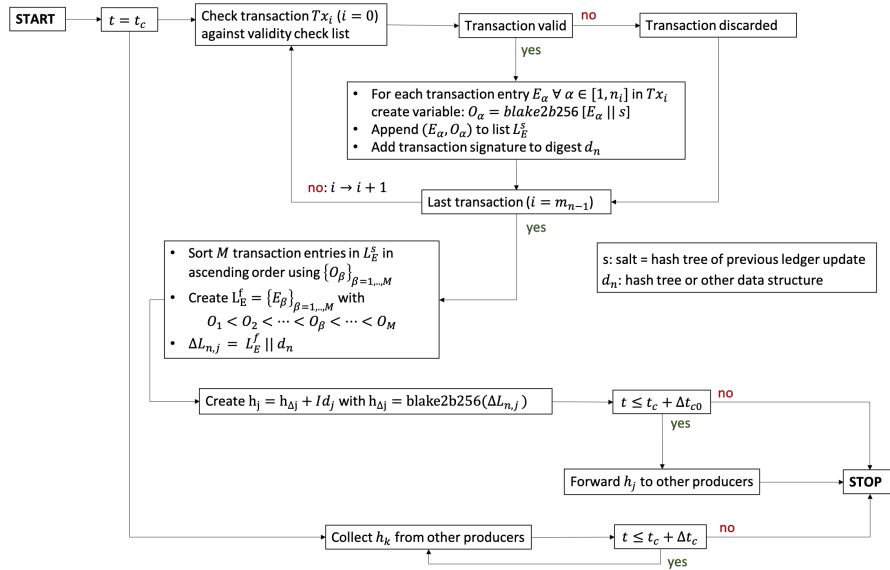 START
t = t_c
Check transaction Tx_i (i = 0)
against validity check list
Transaction valid
no
Transaction discarded
yes
• For each transaction entry E_α ∀ α ∈ [1, n_i] in Tx_i
create variable: O_α = blake2b256 [E_α || s]
• Append (E_α, O_α) to list L_E^s
• Add transaction signature to digest d_n
no: i → i + 1
Last transaction (i = m_{n−1})
yes
• Sort M transaction entries in L_E^s in
ascending order using {O_β}_{β=1,..,M}
• Create L_E^f = {E_β}_{β=1,..,M} with
O_1 < O_2 < ⋯ < O_β < ⋯ < O_M
• ΔL_{n,j} = L_E^f || d_n
s: salt = hash tree of previous ledger update
d_n: hash tree or other data structure
Create h_j = h_{Δj} + Id_j with h_{Δj} = blake2b256(ΔL_{n,j})
t ≤ t_c + Δt_{c0}
no
yes
Forward h_j to other producers
STOP
Collect h_k from other producers
t ≤ t_c + Δt_c
no
yes